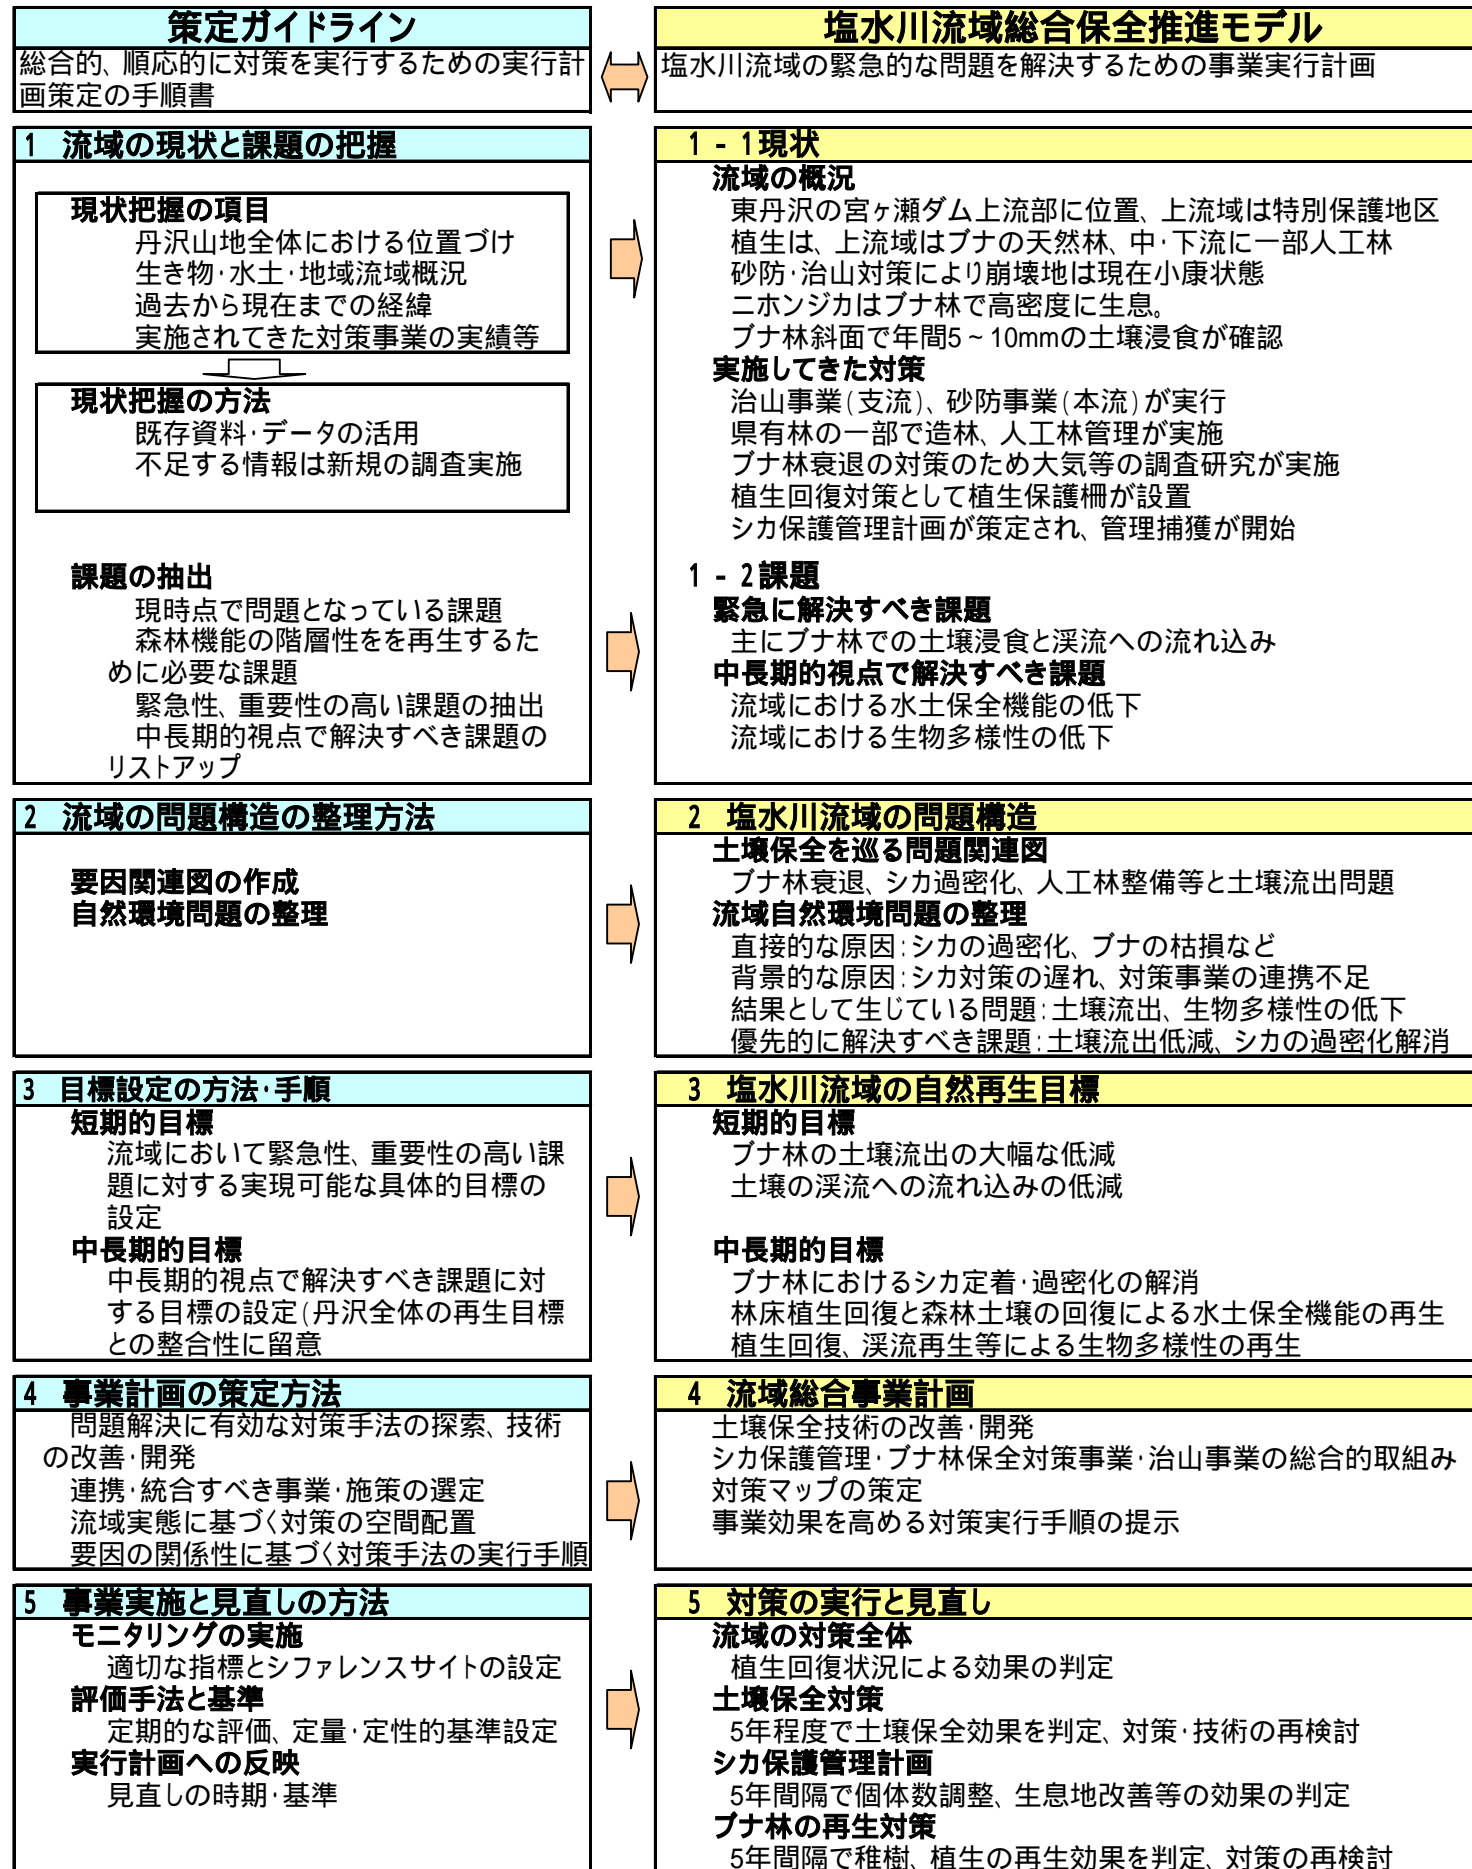 策定ガイドライン
総合的、順応的に対策を実行するための実行計
画策定の手順書
1 流域の現状と課題の把握
現状把握の項目
丹沢山地全体における位置づけ
生き物･水土･地域流域概況
過去から現在までの経緯
実施されてきた対策事業の実績等
現状把握の方法
既存資料･データの活用
不足する情報は新規の調査実施
課題の抽出
現時点で問題となっている課題
森林機能の階層性をを再生するた
めに必要な課題
緊急性、重要性の高い課題の抽出
中長期的視点で解決すべき課題の
リストアップ
2 流域の問題構造の整理方法
要因関連図の作成
自然環境問題の整理
3 目標設定の方法･手順
短期的目標
流域において緊急性、重要性の高い課
題に対する実現可能な具体的目標の
設定
中長期的目標
中長期的視点で解決すべき課題に対
する目標の設定(丹沢全体の再生目標
との整合性に留意
4 事業計画の策定方法
問題解決に有効な対策手法の探索、技術
の改善･開発
連携･統合すべき事業･施策の選定
流域実態に基づく対策の空間配置
要因の関係性に基づく対策手法の実行手順
5 事業実施と見直しの方法
モニタリングの実施
適切な指標とシファレンスサイトの設定
評価手法と基準
定期的な評価、定量･定性的基準設定
実行計画への反映
見直しの時期･基準
塩水川流域総合保全推進モデル
塩水川流域の緊急的な問題を解決するための事業実行計画
1 - 1現状
流域の概況
東丹沢の宮ヶ瀬ダム上流部に位置、上流域は特別保護地区
植生は、上流域はブナの天然林、中･下流に一部人工林
砂防･治山対策により崩壊地は現在小康状態
ニホンジカはブナ林で高密度に生息。
ブナ林斜面で年間5 ~ 10mmの土壌浸食が確認
実施してきた対策
治山事業(支流)、砂防事業(本流)が実行
県有林の一部で造林、人工林管理が実施
ブナ林衰退の対策のため大気等の調査研究が実施
植生回復対策として植生保護柵が設置
シカ保護管理計画が策定され、管理捕獲が開始
1 - 2課題
緊急に解決すべき課題
主にブナ林での土壌浸食と渓流への流れ込み
中長期的視点で解決すべき課題
流域における水土保全機能の低下
流域における生物多様性の低下
2 塩水川流域の問題構造
土壌保全を巡る問題関連図
ブナ林衰退、シカ過密化、人工林整備等と土壌流出問題
流域自然環境問題の整理
直接的な原因:シカの過密化、ブナの枯損など
背景的な原因:シカ対策の遅れ、対策事業の連携不足
結果として生じている問題:土壌流出、生物多様性の低下
優先的に解決すべき課題:土壌流出低減、シカの過密化解消
3 塩水川流域の自然再生目標
短期的目標
ブナ林の土壌流出の大幅な低減
土壌の渓流への流れ込みの低減
中長期的目標
ブナ林におけるシカ定着･過密化の解消
林床植生回復と森林土壌の回復による水土保全機能の再生
植生回復、渓流再生等による生物多様性の再生
4 流域総合事業計画
土壌保全技術の改善･開発
シカ保護管理･ブナ林保全対策事業･治山事業の総合的取組み
対策マップの策定
事業効果を高める対策実行手順の提示
5 対策の実行と見直し
流域の対策全体
植生回復状況による効果の判定
土壌保全対策
5年程度で土壌保全効果を判定、対策･技術の再検討
シカ保護管理計画
5年間隔で個体数調整、生息地改善等の効果の判定
ブナ林の再生対策
5年間隔で稚樹、植生の再生効果を判定、対策の再検討